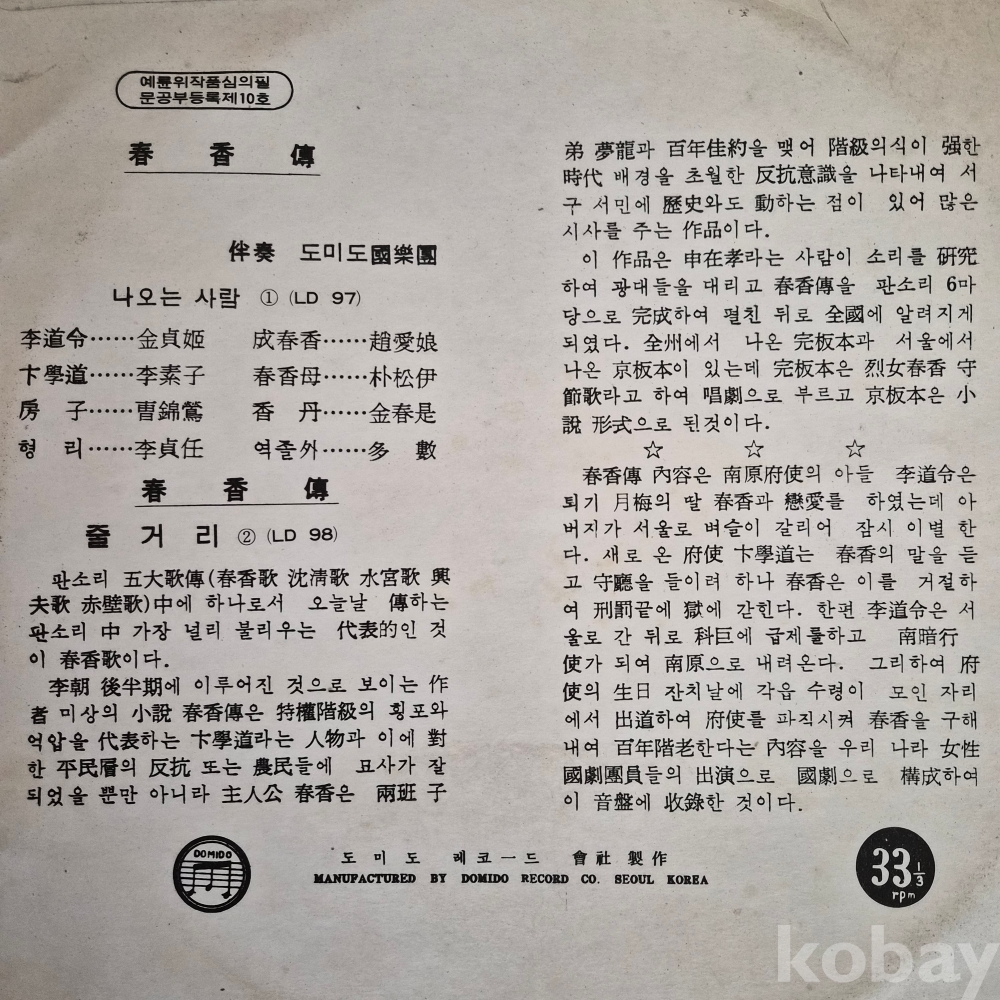 예륜위작품심의필
문공부등록제10호
春香傳
伴奏 도미도國樂團
나오는 사람 ① (LD 97)
李道令……金貞姬 成春香……趙愛娘
卞學道……李素子 春香母……朴松伊
房 子……曺錦鶯 香 丹……金春是
형 리……李貞任 역졸外……多 數
春香傳
줄거리 ② (LD 98)
판소리 五大歌傳(春香歌 沈淸歌 水宮歌 興
夫歌 赤壁歌)中에 하나로서 오늘날 傳하는
판소리 中 가장 널리 불리우는 代表的인 것
이 春香歌이다.
李朝 後半期에 이루어진 것으로 보이는 作
者 미상의 小說 春香傳은 特權階級의 횡포와
억압을 代表하는 卞學道라는 人物과 이에 對
한 平民層의 反抗 또는 農民들에 묘사가 잘
되었을 뿐만 아니라 主人公 春香은 兩班 子
弟 夢龍과 百年佳約을 맺어 階級의식이 强한
時代 배경을 초월한 反抗意識을 나타내여 서
구 서민에 歷史와도 動하는 점이 있어 많은
시사를 주는 作品이다.
이 作品은 申在孝라는 사람이 소리를 硏究
하여 광대들을 대리고 春香傳을 판소리 6마
당으로 完成하여 펼친 뒤로 全國에 알려지게
되였다. 全州에서 나온 完板本과 서울에서
나온 京板本이 있는데 完板本은 烈女春香 守
節歌라고 하여 唱劇으로 부르고 京板本은 小
說 形式으로 된것이다.
☆ ☆ ☆
春香傳 內容은 南原府使의 아들 李道令은
퇴기 月梅의 딸 春香과 戀愛를 하였는데 아
버지가 서울로 벼슬이 갈리어 잠시 이별 한
다. 새로 온 府使 卞學道는 春香의 말을 듣
고 守廳을 들이려 하나 春香은 이를 거절하
여 刑罰끝에 獄에 갇힌다. 한편 李道令은 서
울로 간 뒤로 科巨에 급제를하고 南暗行
使가 되여 南原으로 내려온다. 그리하여 府
使의 生日 잔치날에 각읍 수령이 모인 자리
에서 出道하여 府使를 파직시켜 春香을 구해
내여 百年階老한다는 內容을 우리 나라 女性
國劇團員들의 出演으로 國劇으로 構成하여
이 音盤에 收錄한 것이다.
DOMIDO
도미도 레코―드 會社 製作
MANUFACTURED BY DOMIDO RECORD CO. SEOUL KOREA
33⅓
rpm
kobay